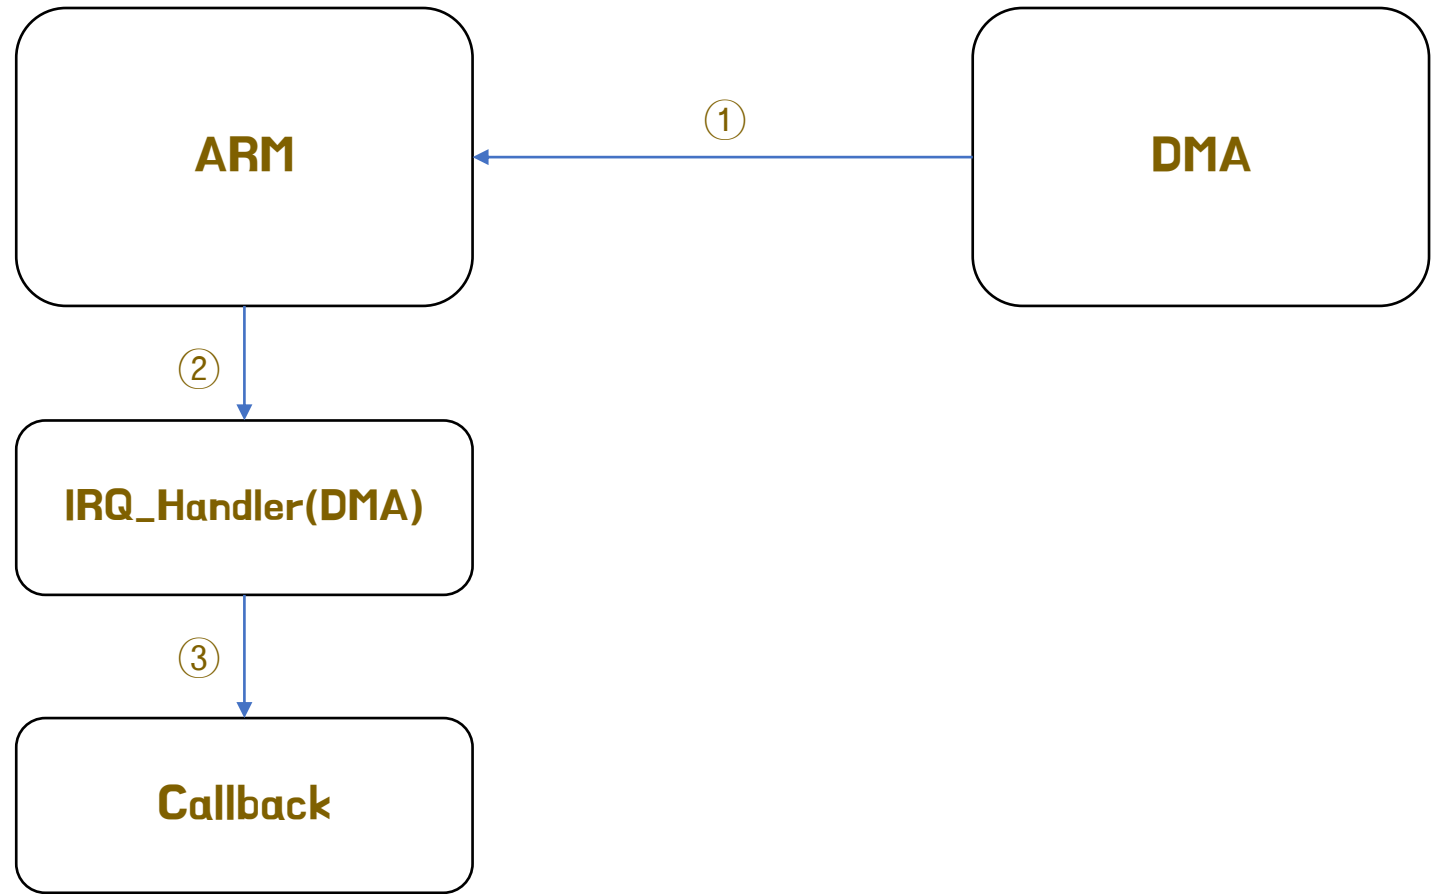 ARM
①
DMA
②
IRQ_Handler(DMA)
③
Callback